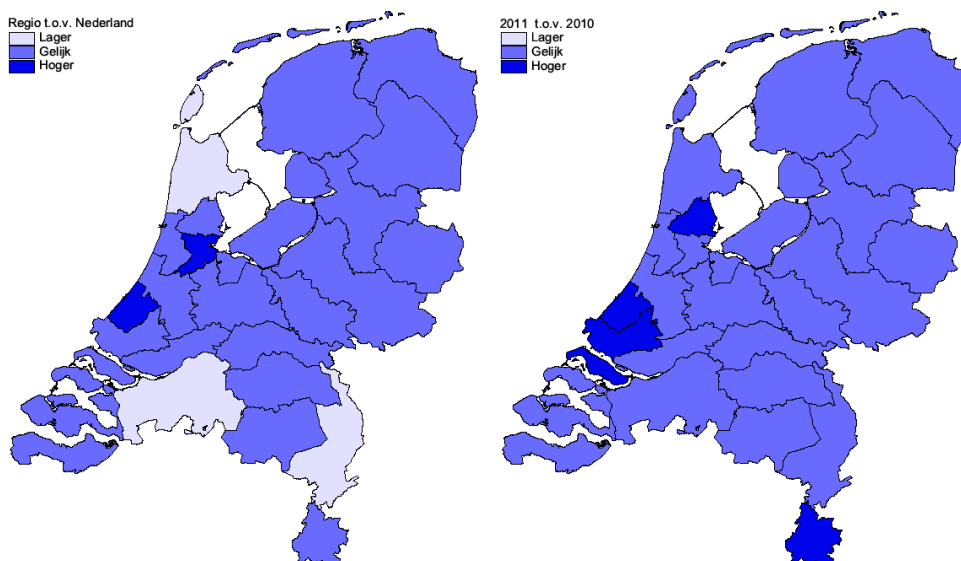 Regio t.o.v. Nederland
Lager
Gelijk
Hoger
2011 t.o.v. 2010
Lager
Gelijk
Hoger